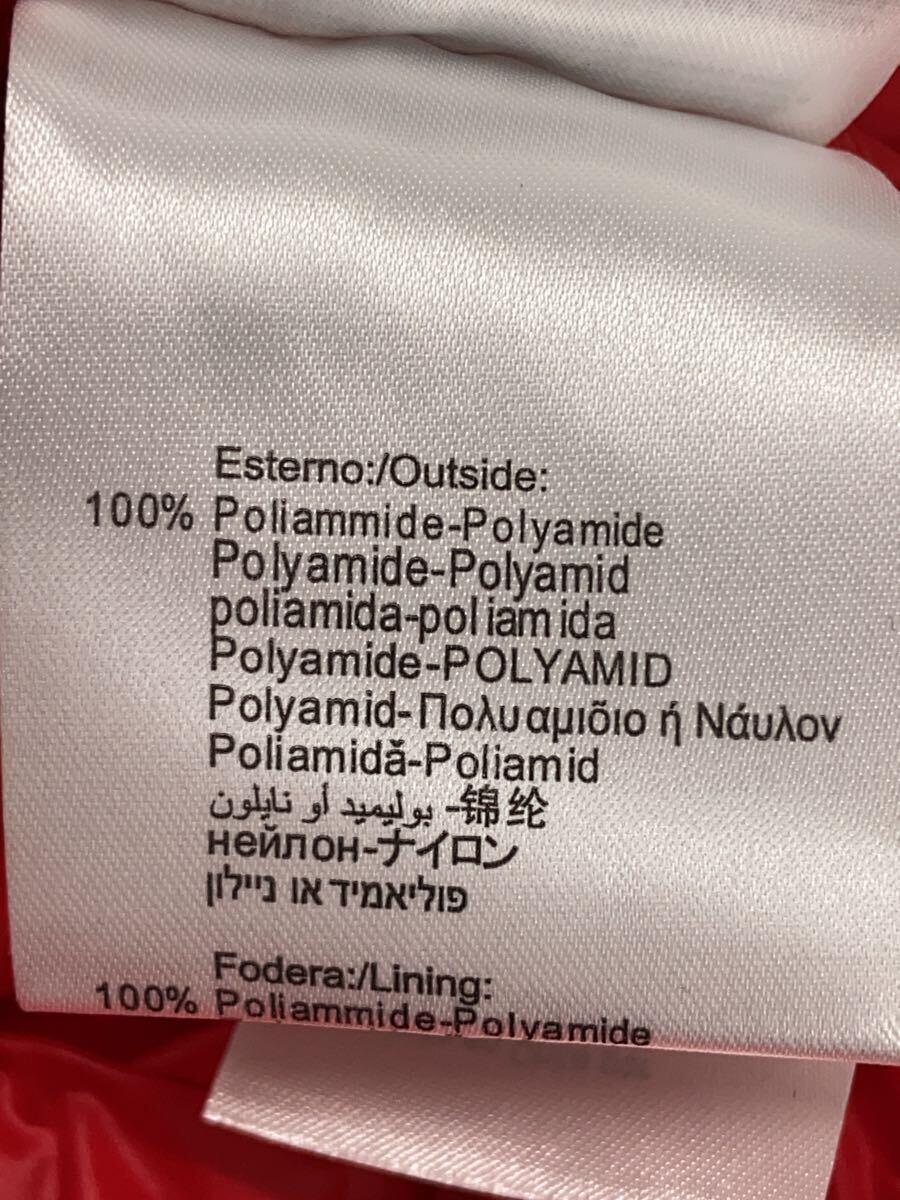 Esterno:/Outside:
100% Poliammide-Polyamide
Polyamide-Polyamid
poliamida-poliamida
Polyamide-POLYAMID
Polyamid-Πολυαμιδιο ή Νάυλον
Poliamidă-Poliamid
بوليميد أو نايلون -锦纶
нейлон-ナイロン
פוליאמיד או ניילון
Fodera:/Lining:
100% Poliammide-Polyamide